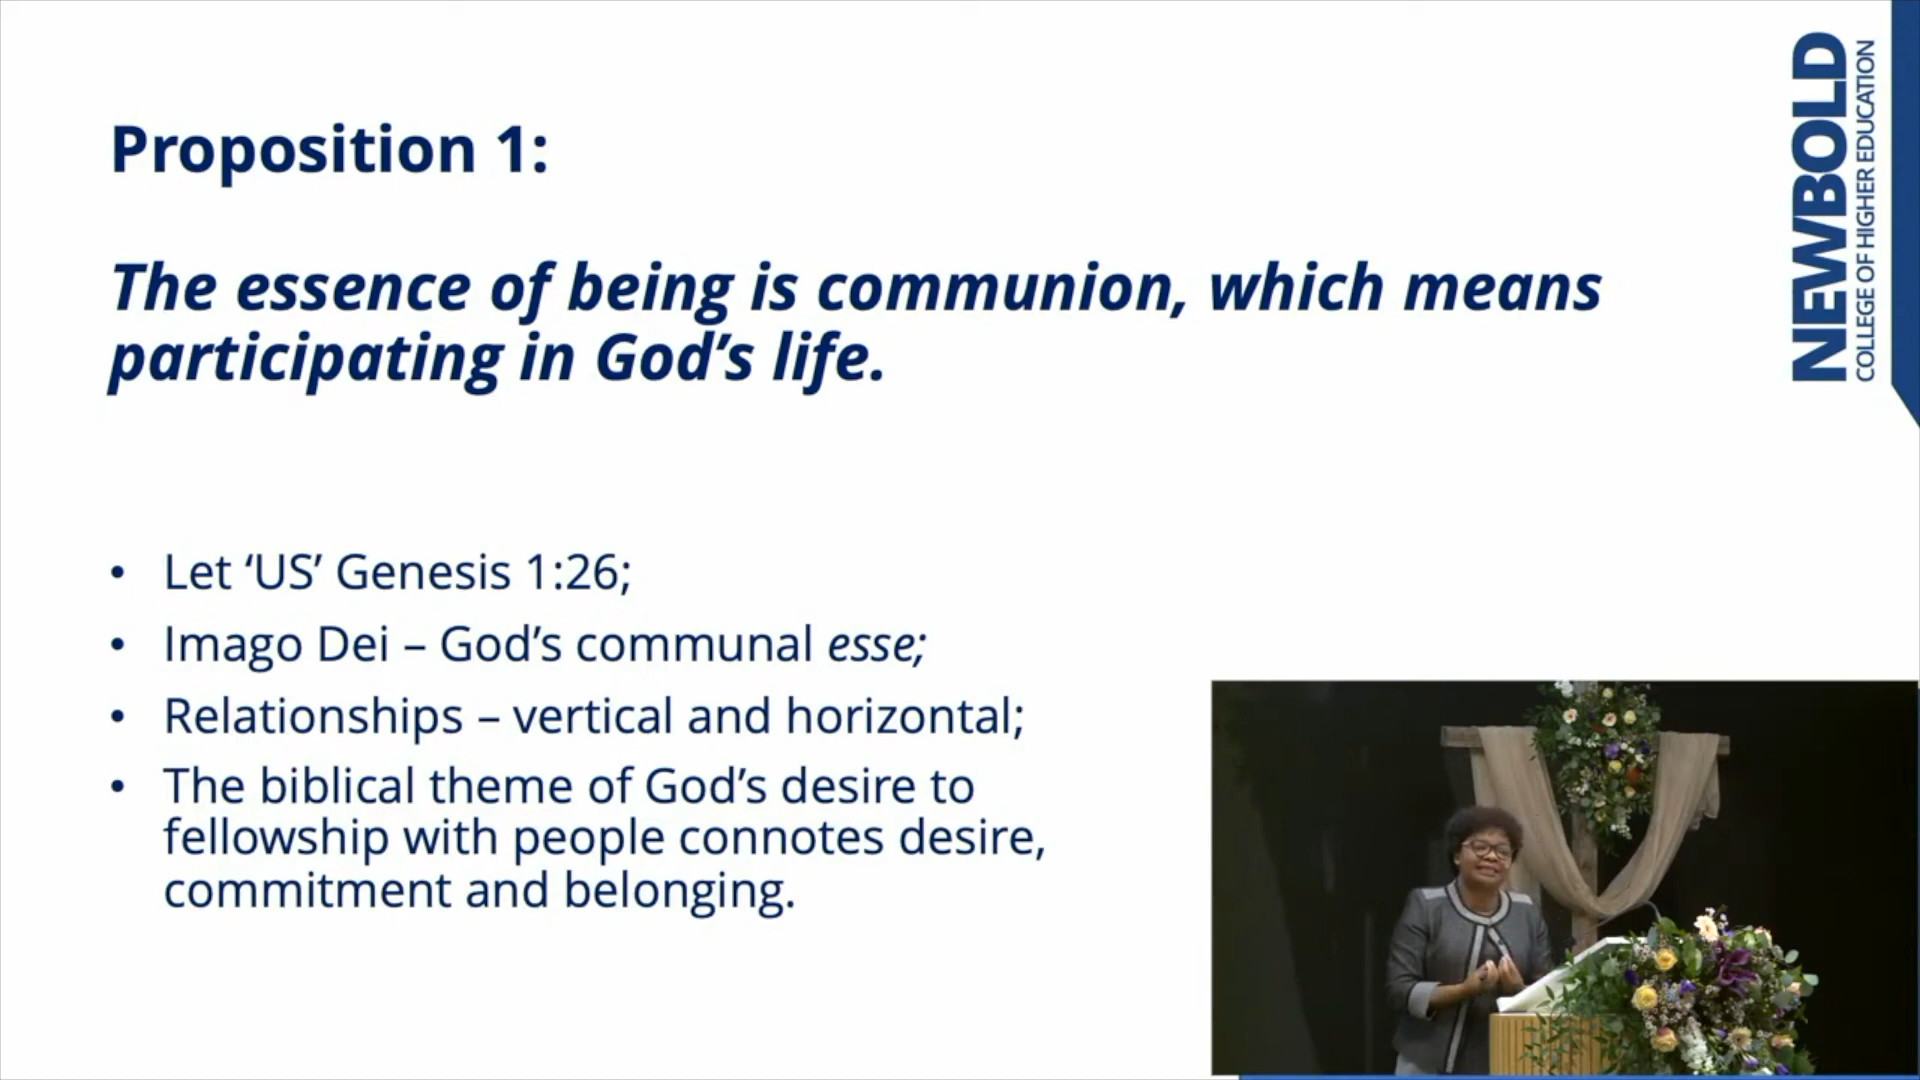 Proposition 1:
The essence of being is communion, which means
participating in God’s life.
• Let ‘US’ Genesis 1:26;
• Imago Dei – God’s communal esse;
• Relationships – vertical and horizontal;
• The biblical theme of God’s desire to
fellowship with people connotes desire,
commitment and belonging.
NEWBOLD
COLLEGE OF HIGHER EDUCATION